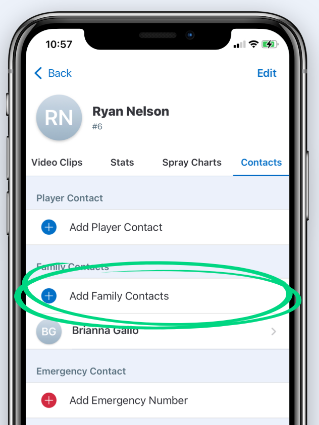 10:57
Back
Edit
RN
Ryan Nelson
#6
Video Clips Stats Spray Charts Contacts
Player Contact
Add Player Contact
Family Contacts
Add Family Contacts
BG Brianna Gallo
Emergency Contact
Add Emergency Number